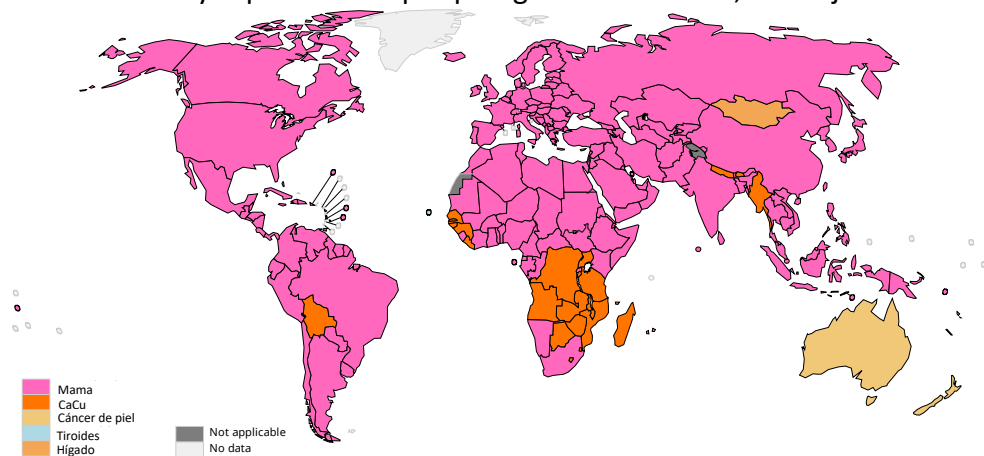 Mama
CaCu
Cáncer de piel
Tiroides
Hígado
Not applicable
No data